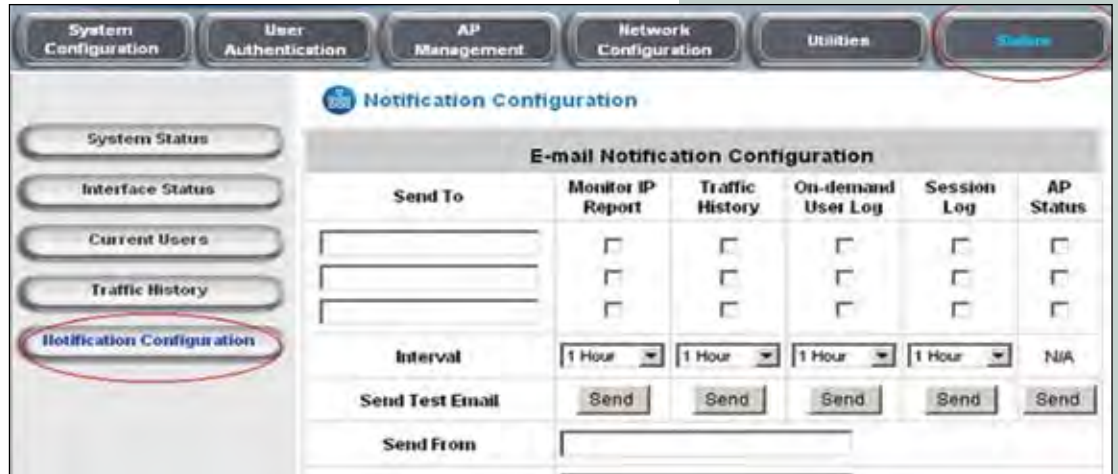 System
Configuration
User
Authentication
AP
Management
Network
Configuration
Utilities
Status
Notification Configuration
System Status
Interface Status
Current Users
Traffic History
Notification Configuration
E-mail Notification Configuration
Send To
Monitor IP
Report
Traffic
History
On-demand
User Log
Session
Log
AP
Status
Interval
1 Hour
1 Hour
1 Hour
1 Hour
N/A
Send Test Email
Send
Send
Send
Send
Send
Send From